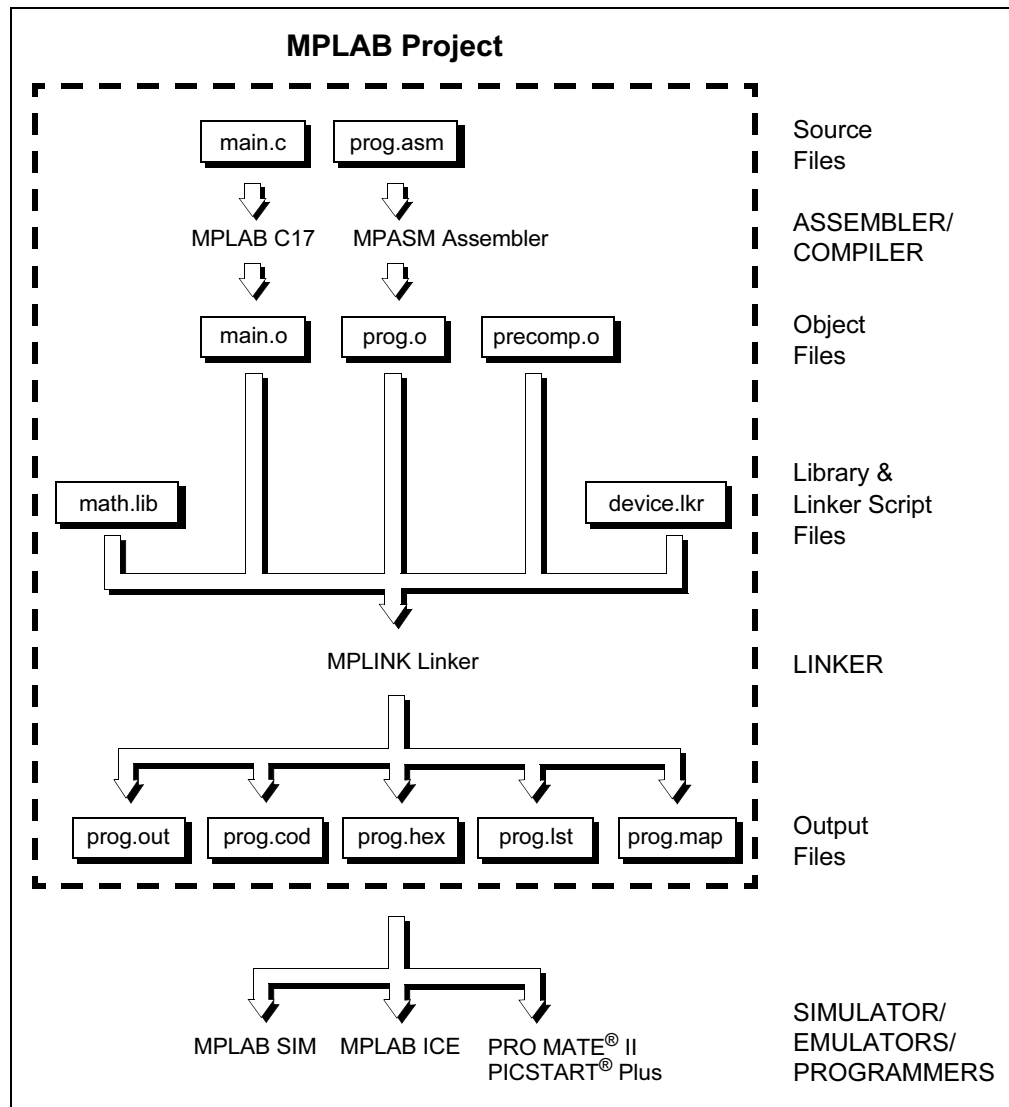 MPLAB Project
main.c prog.asm
Source
Files
MPLAB C17 MPASM Assembler
ASSEMBLER/
COMPILER
main.o prog.o precomp.o
Object
Files
math.lib device.lkr
Library &
Linker Script
Files
MPLINK Linker
LINKER
prog.out prog.cod prog.hex prog.lst prog.map
Output
Files
MPLAB SIM MPLAB ICE PRO MATE® II
PICSTART® Plus
SIMULATOR/
EMULATORS/
PROGRAMMERS